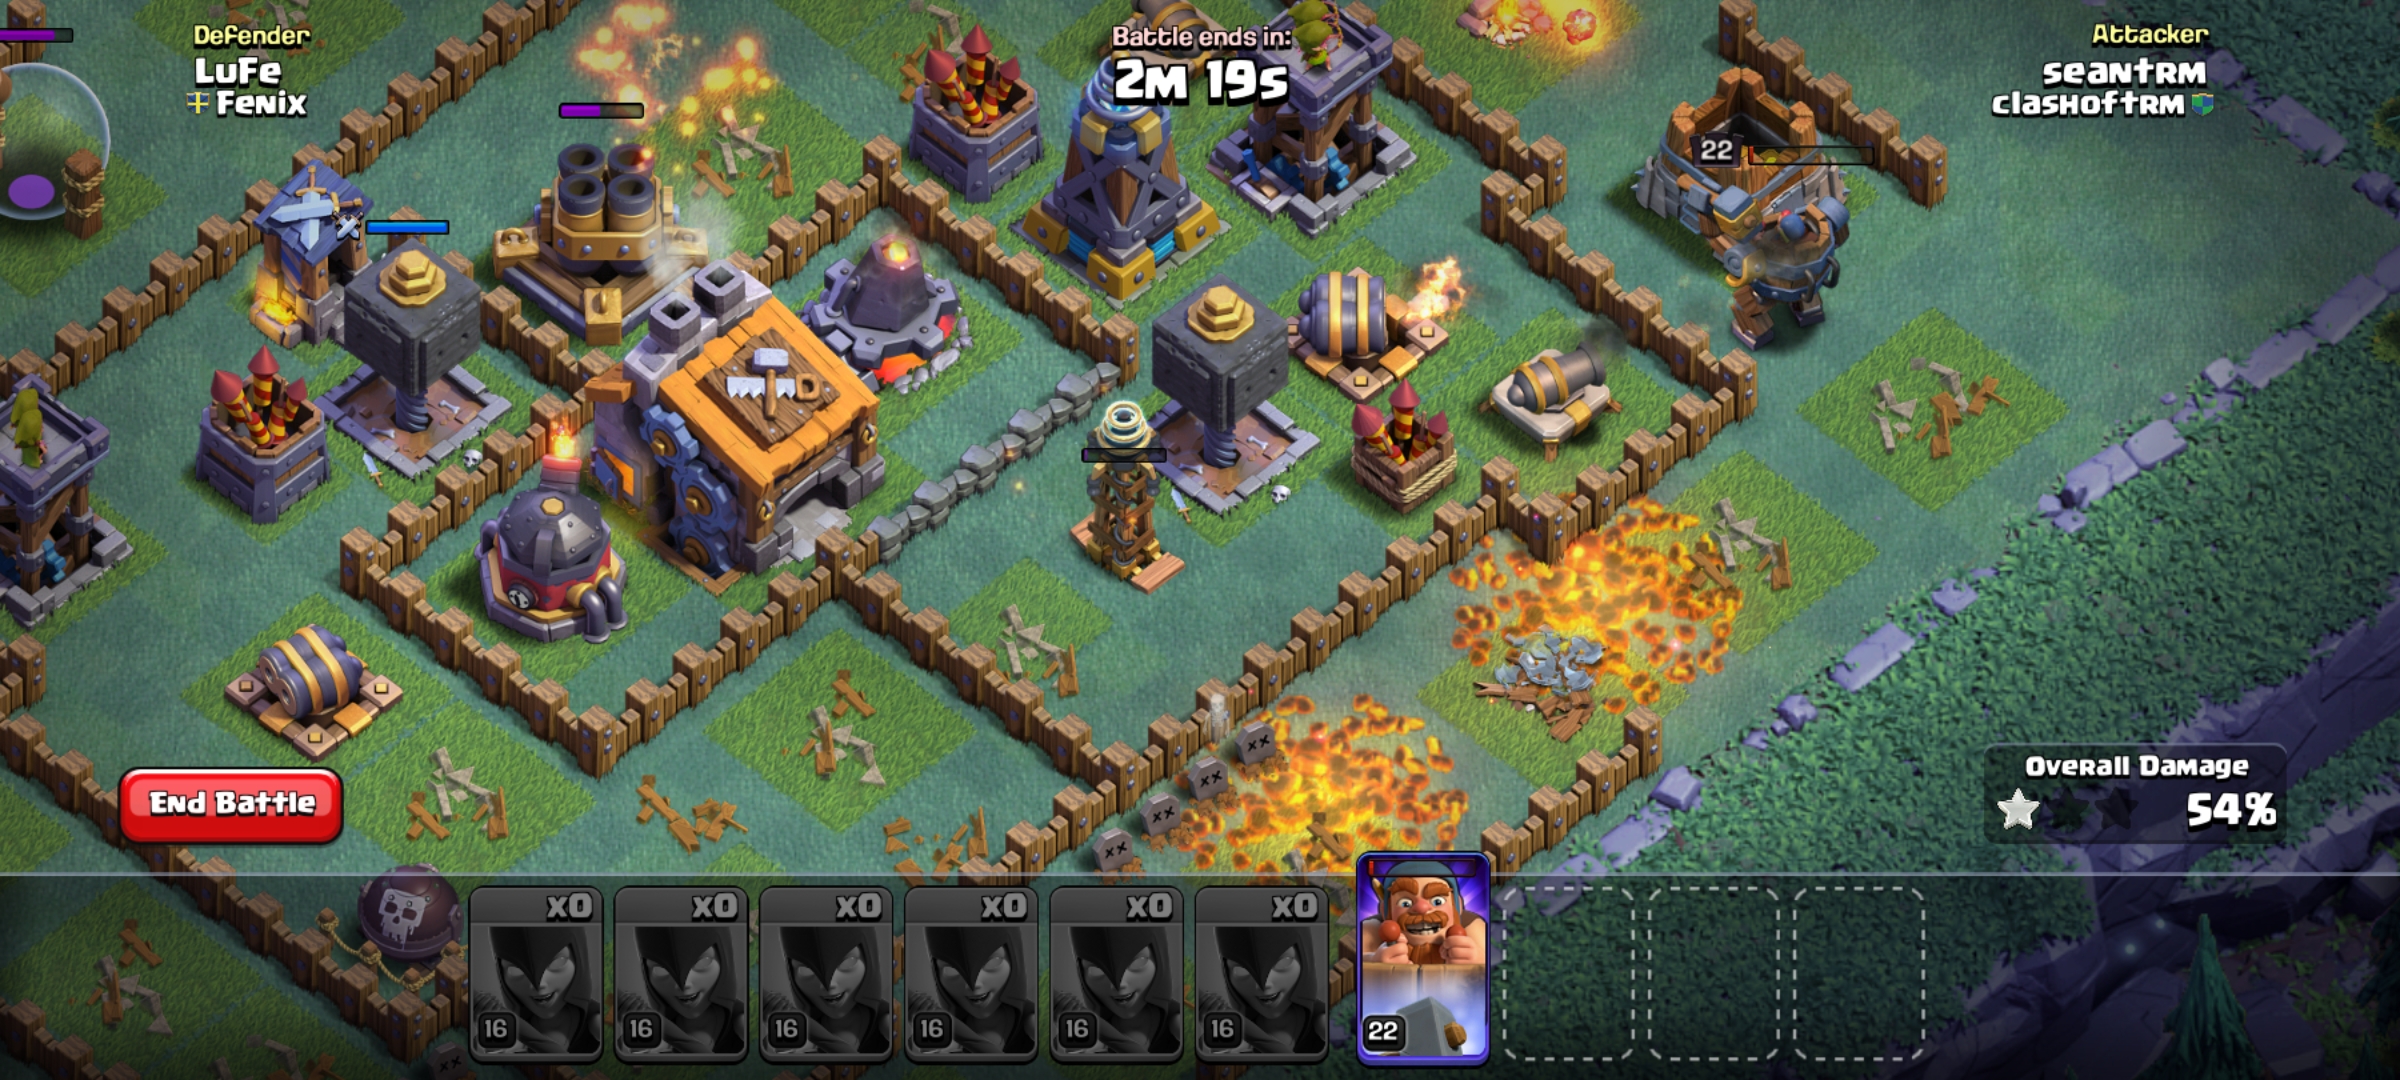 Defender
LuFe
Fenix
Battle ends in:
2M 19s
Attacker
seantRM
clashoftRM
22
End Battle
Overall Damage
54%
x0
x0
x0
x0
x0
x0
16
16
16
16
16
16
22